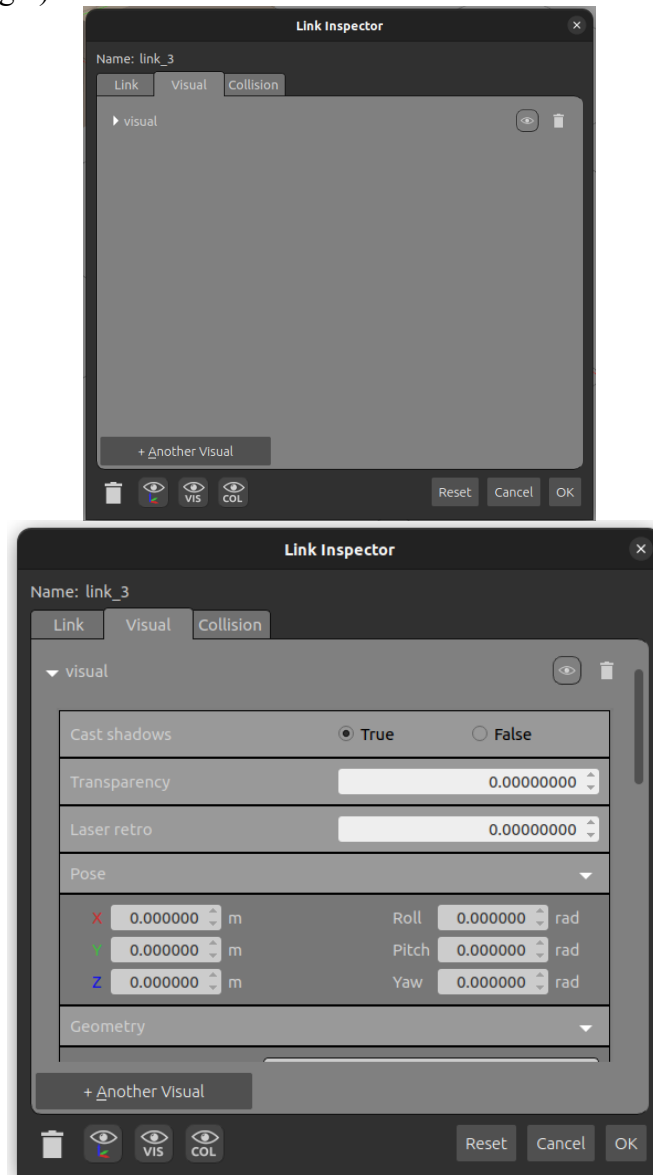 Link Inspector
Name: link_3
Link Visual Collision
visual
+ Another Visual
VIS COL
Reset Cancel OK
Link Inspector
Name: link_3
Link Visual Collision
visual
Cast shadows True False
Transparency 0.00000000
Laser retro 0.00000000
Pose
X 0.000000 m Roll 0.000000 rad
Y 0.000000 m Pitch 0.000000 rad
Z 0.000000 m Yaw 0.000000 rad
Geometry
+ Another Visual
VIS COL
Reset Cancel OK